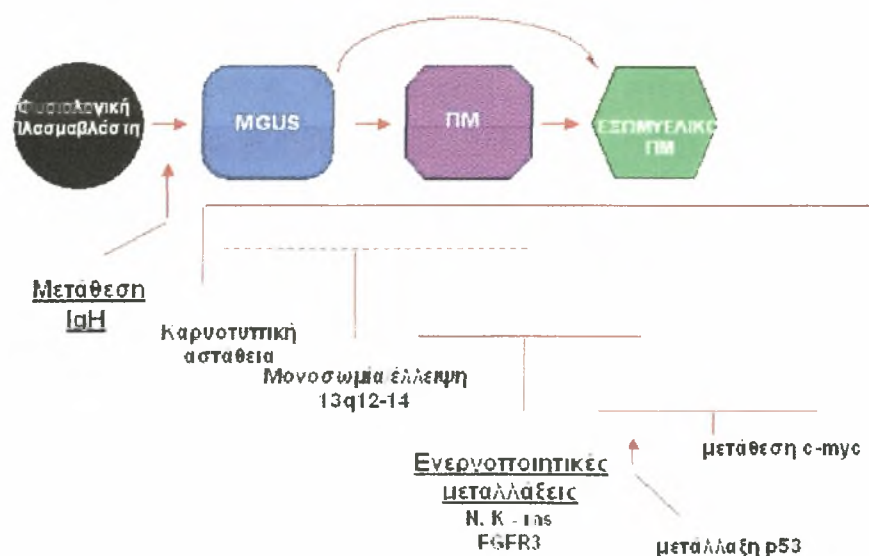 Φυσιολογική
Πλασμαβλάστη
MGUS
ΠΜ
ΕΞΩΜΥΕΛΙΚΟ
ΠΜ
Μετάθεση
IgH
Καρυοτυπική
αστάθεια
Μονοσωμία έλλειψη
13q12-14
Ενεργοποιητικές
μεταλλάξεις
N, K - ras
FGFR3
μετάθεση c-myc
μετάλλαξη p53